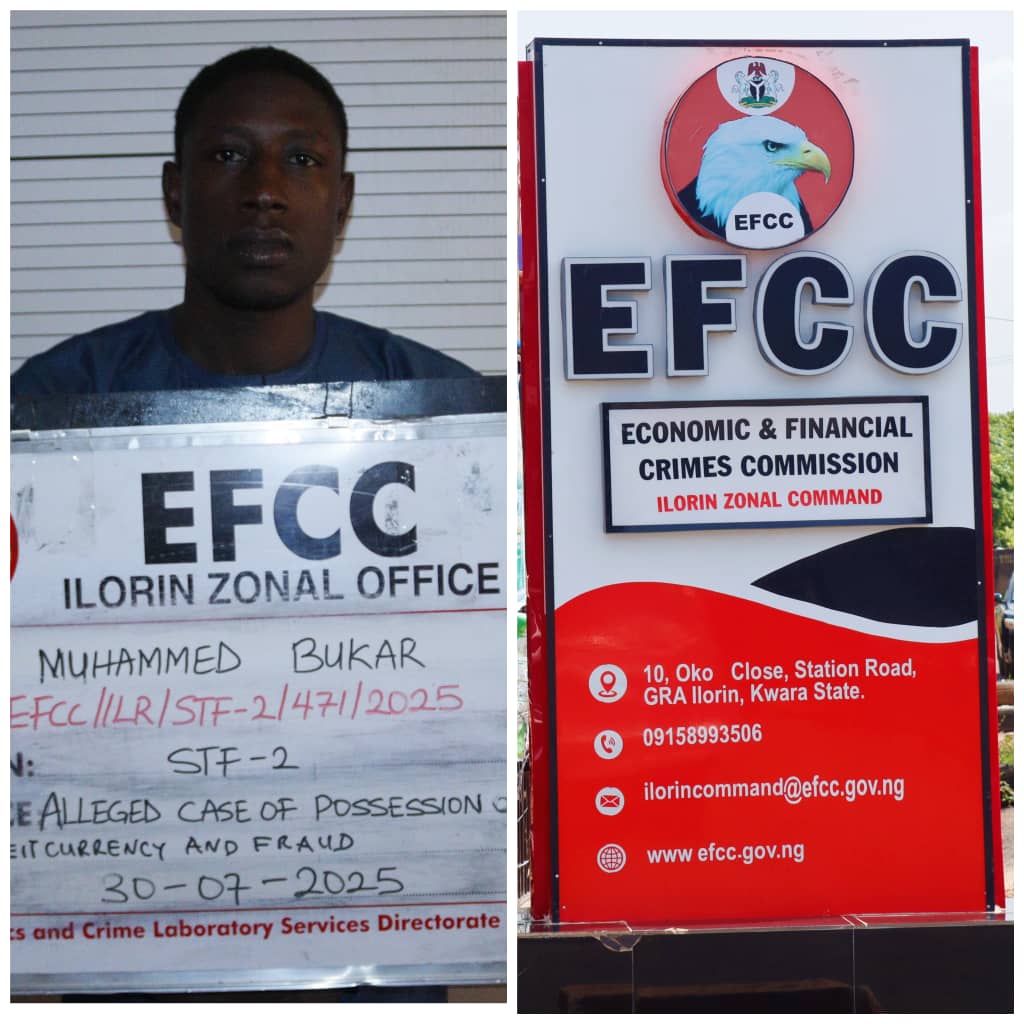 EFCC
ILORIN ZONAL OFFICE
MUHAMMED BUKAR
EFCC/ILR/STF-2/471/2025
N:
STF-2
E ALLEGED CASE OF POSSESSION
EIT CURRENCY AND FRAUD
30-07-2025
cs and Crime Laboratory Services Directorate
EFCC
EFCC
ECONOMIC & FINANCIAL
CRIMES COMMISSION
ILORIN ZONAL COMMAND
10, Oko Close, Station Road,
GRA Ilorin, Kwara State.
09158993506
ilorincommand@efcc.gov.ng
www efcc.gov.ng